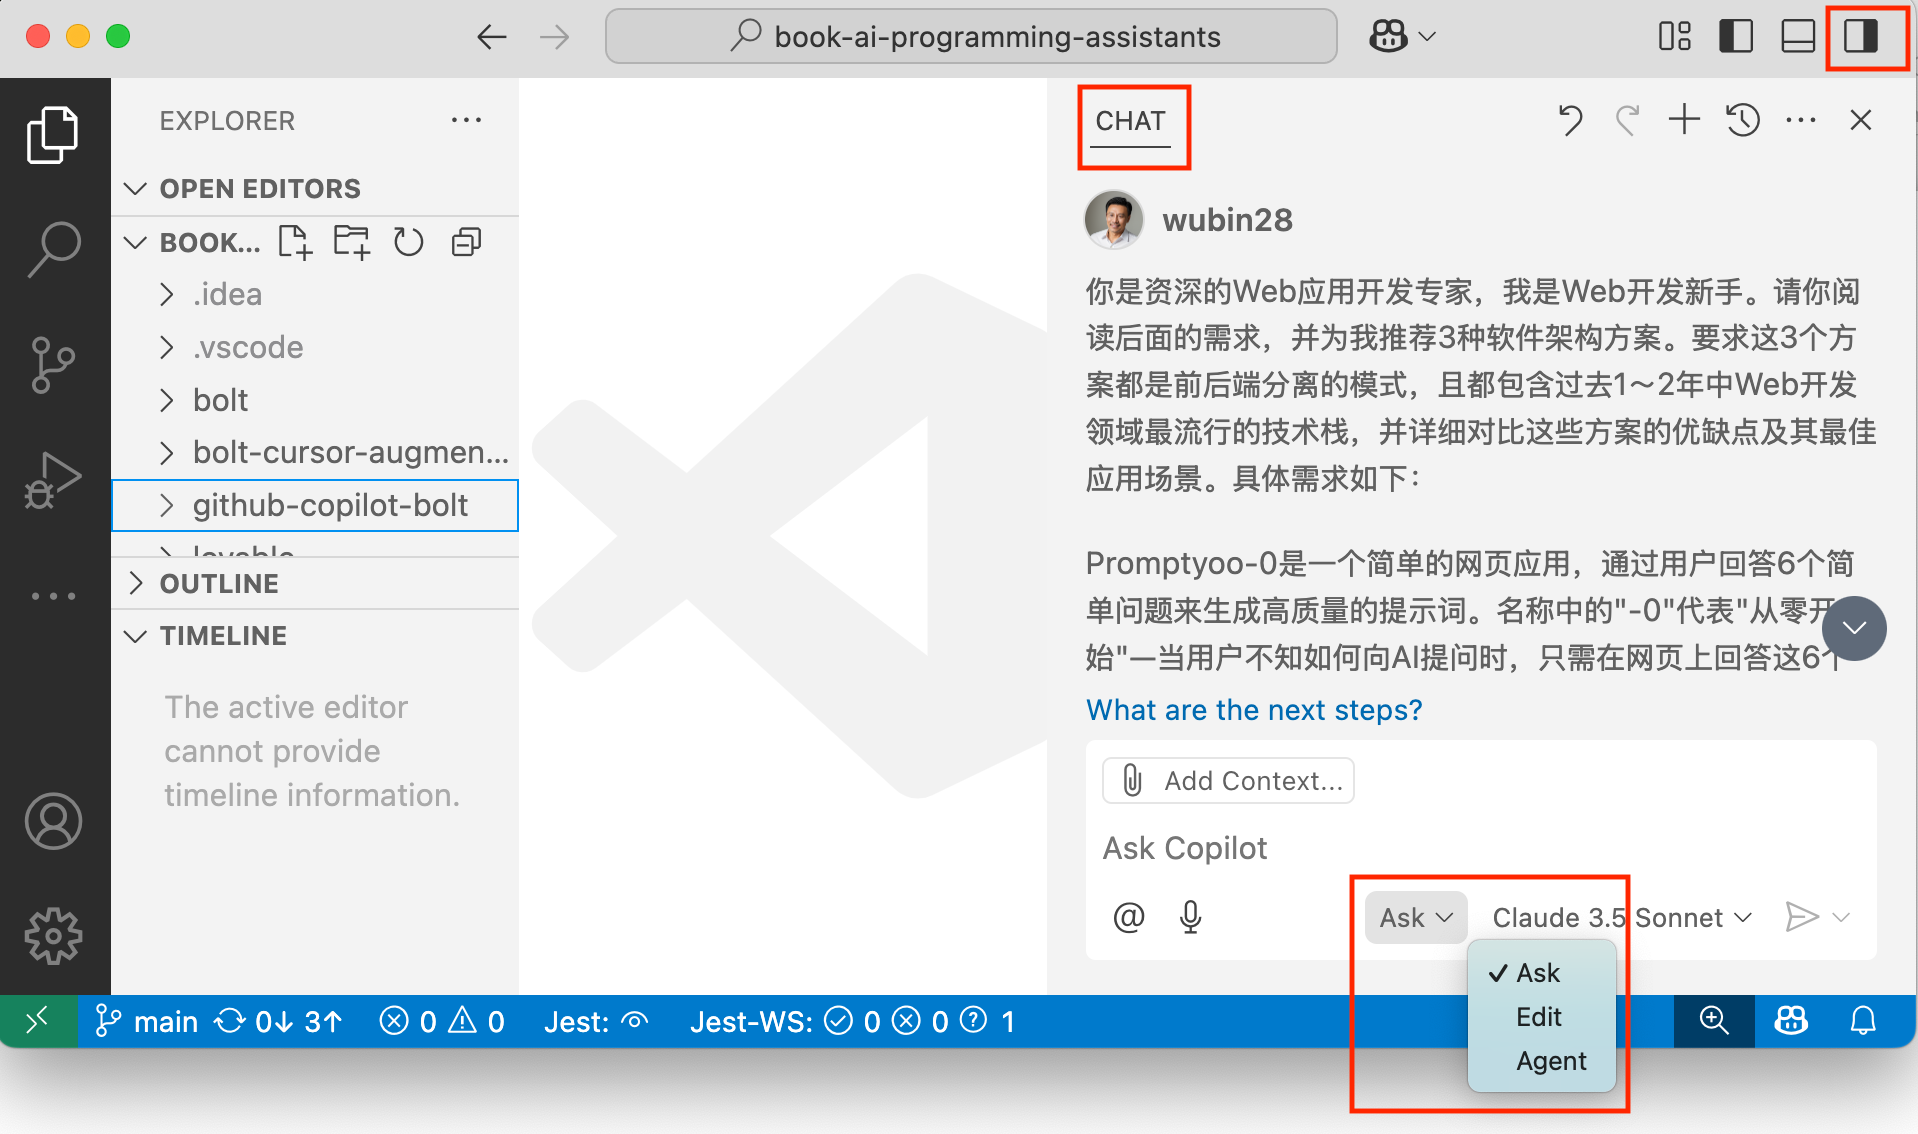 book-ai-programming-assistants
EXPLORER
OPEN EDITORS
BOOK...
.idea
.vscode
bolt
bolt-cursor-augmen...
github-copilot-bolt
lovable
OUTLINE
TIMELINE
The active editor
cannot provide
timeline information.
CHAT
wubin28
你是资深的Web应用开发专家，我是Web开发新手。请你阅
读后面的需求，并为我推荐3种软件架构方案。要求这3个方
案都是前后端分离的模式，且都包含过去1～2年中Web开发
领域最流行的技术栈，并详细对比这些方案的优缺点及其最佳
应用场景。具体需求如下：
Promptyoo-0是一个简单的网页应用，通过用户回答6个简
单问题来生成高质量的提示词。名称中的"-0"代表"从零开
始"—当用户不知如何向AI提问时，只需在网页上回答这6个
What are the next steps?
Add Context...
Ask Copilot
@
Ask
Claude 3.5 Sonnet
✓ Ask
Edit
Agent
main 0↓ 3↑ 0 0 Jest: Jest-WS: 0 0 1